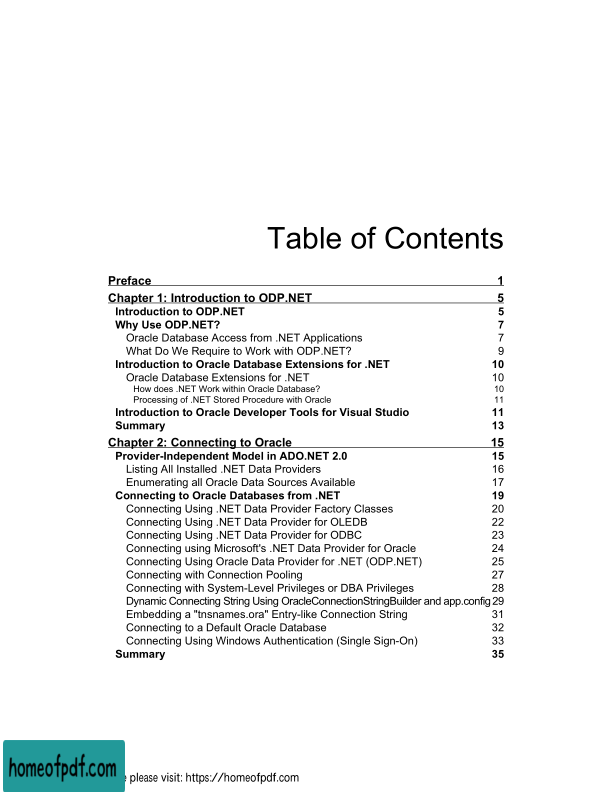 Table of Contents
Preface 1
Chapter 1: Introduction to ODP.NET 5
Introduction to ODP.NET 5
Why Use ODP.NET? 7
Oracle Database Access from .NET Applications 7
What Do We Require to Work with ODP.NET? 9
Introduction to Oracle Database Extensions for .NET 10
Oracle Database Extensions for .NET 10
How does .NET Work within Oracle Database? 10
Processing of .NET Stored Procedure with Oracle 11
Introduction to Oracle Developer Tools for Visual Studio 11
Summary 13
Chapter 2: Connecting to Oracle 15
Provider-Independent Model in ADO.NET 2.0 15
Listing All Installed .NET Data Providers 16
Enumerating all Oracle Data Sources Available 17
Connecting to Oracle Databases from .NET 19
Connecting Using .NET Data Provider Factory Classes 20
Connecting Using .NET Data Provider for OLEDB 22
Connecting Using .NET Data Provider for ODBC 23
Connecting using Microsoft's .NET Data Provider for Oracle 24
Connecting Using Oracle Data Provider for .NET (ODP.NET) 25
Connecting with Connection Pooling 27
Connecting with System-Level Privileges or DBA Privileges 28
Dynamic Connecting String Using OracleConnectionStringBuilder and app.config 29
Embedding a "tnsnames.ora" Entry-like Connection String 31
Connecting to a Default Oracle Database 32
Connecting Using Windows Authentication (Single Sign-On) 33
Summary 35
homeofpdf.com
please visit: https://homeofpdf.com